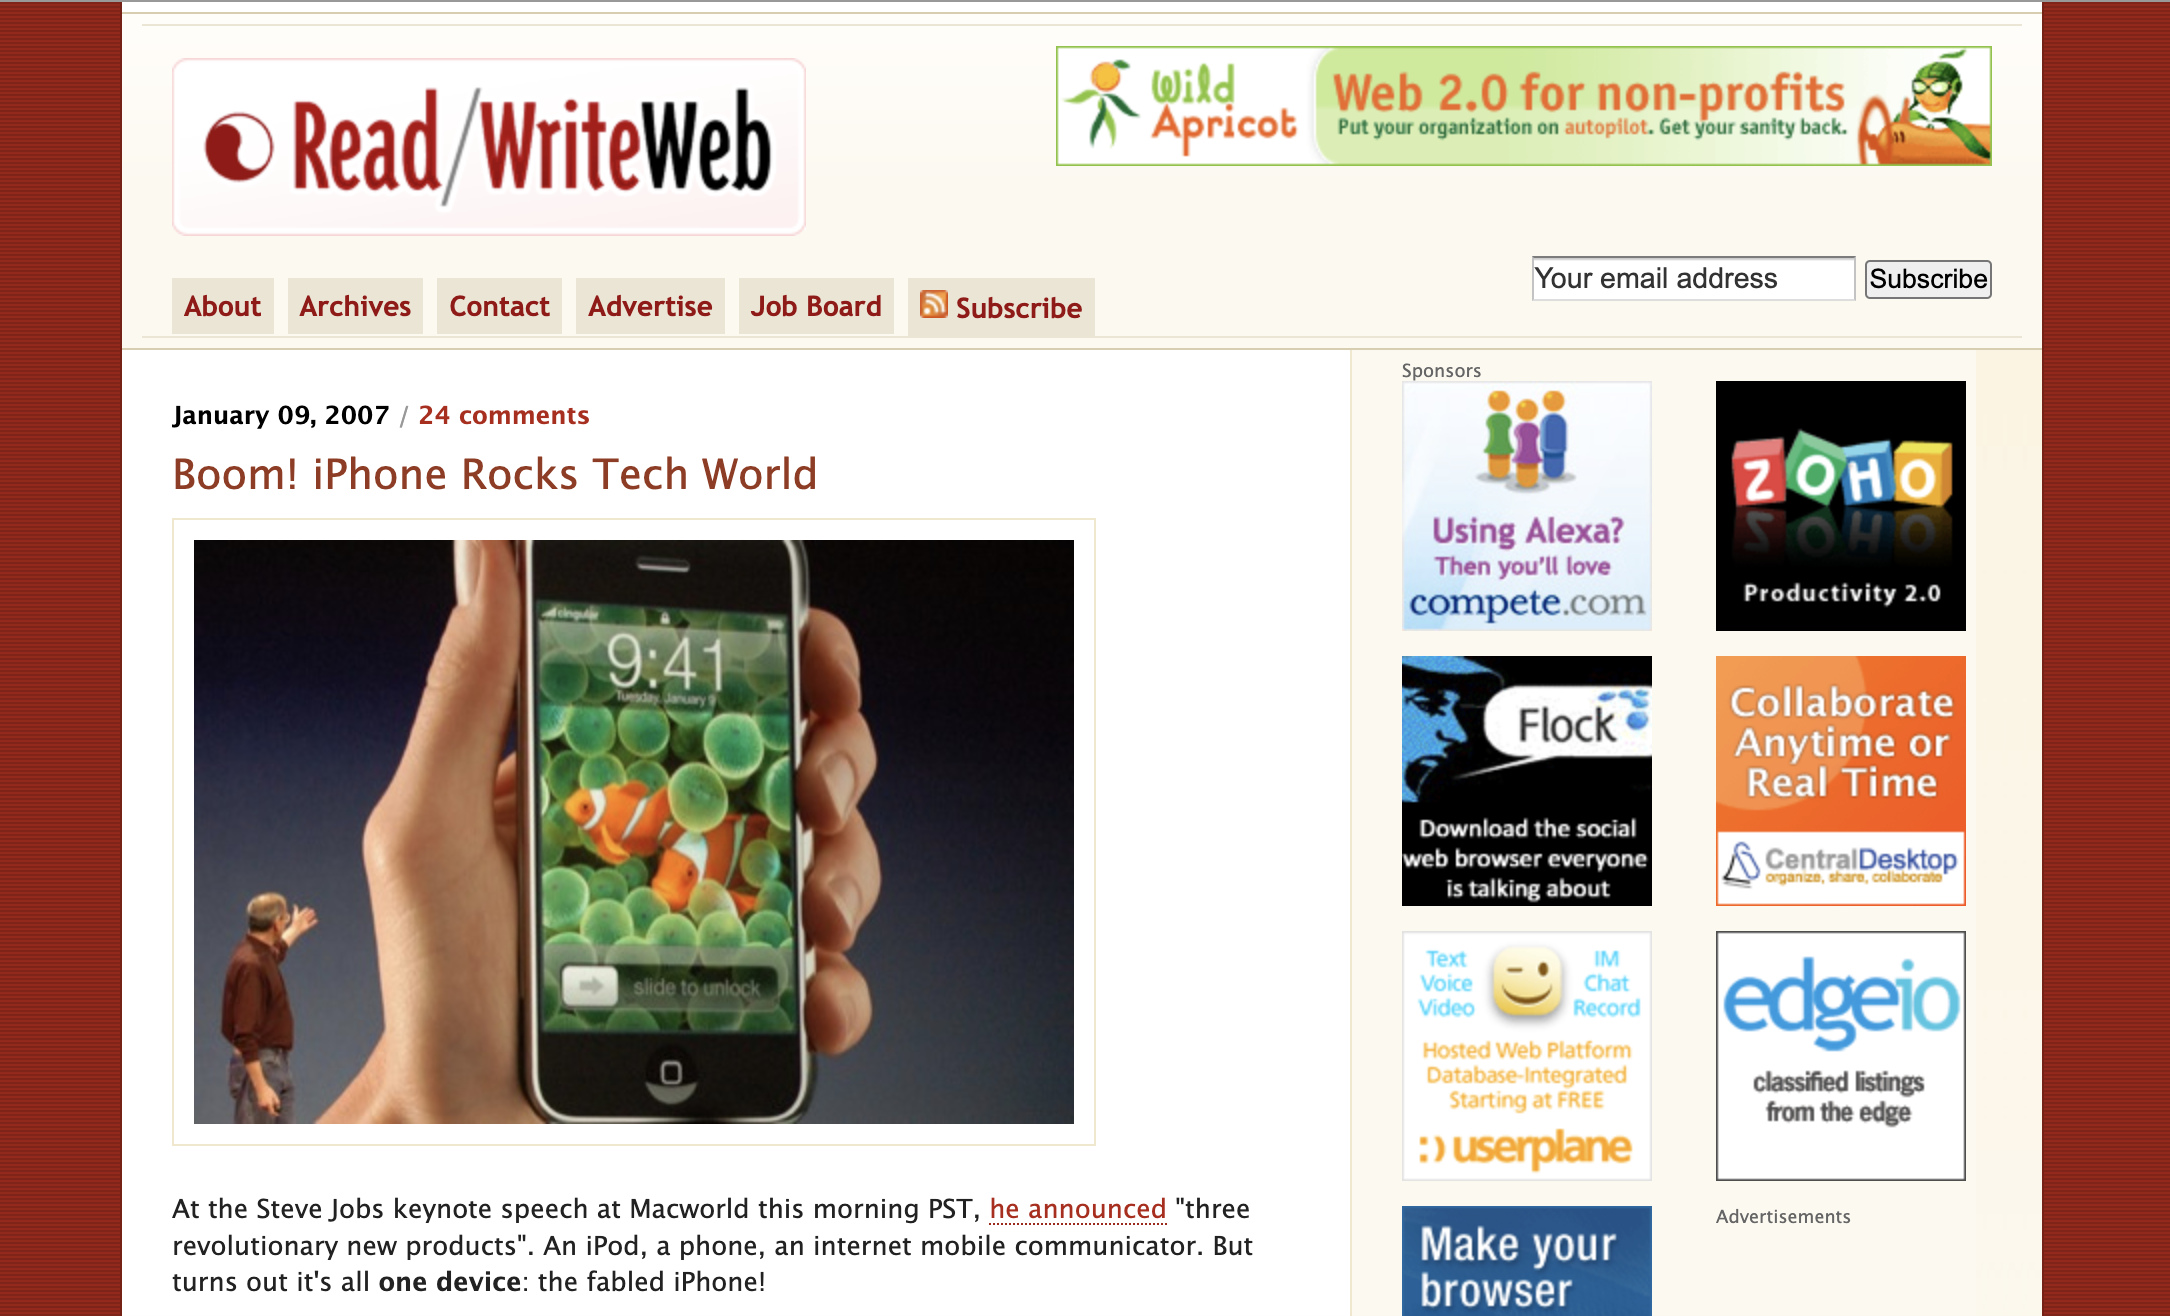 Read/WriteWeb
Wild
Apricot
Web 2.0 for non-profits
Put your organization on autopilot. Get your sanity back.
Your email address
Subscribe
About
Archives
Contact
Advertise
Job Board
Subscribe
January 09, 2007 / 24 comments
Boom! iPhone Rocks Tech World
cingular
9:41
Tuesday, January 9
slide to unlock
At the Steve Jobs keynote speech at Macworld this morning PST, he announced "three
revolutionary new products". An iPod, a phone, an internet mobile communicator. But
turns out it's all one device: the fabled iPhone!
Sponsors
Using Alexa?
Then you'll love
compete.com
ZOHO
Productivity 2.0
Flock
Download the social
web browser everyone
is talking about
Collaborate
Anytime or
Real Time
CentralDesktop
organize, share, collaborate
Text
Voice
Video
IM
Chat
Record
Hosted Web Platform
Database-Integrated
Starting at FREE
:) userplane
edgeio
classified listings
from the edge
Make your
browser
Advertisements